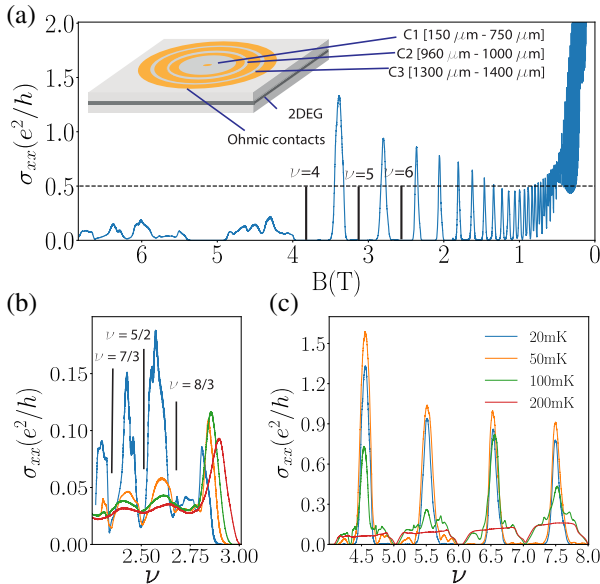 (a)
2.0
1.5
1.0
0.5
0.0
σxx(e²/h)
C1 [150 μm - 750 μm]
C2 [960 μm - 1000 μm]
C3 [1300 μm - 1400 μm]
2DEG
Ohmic contacts
ν=4
ν=5
ν=6
6 5 4 3 2 1 0
B(T)
(b)
0.15
0.10
0.05
0.00
σxx(e²/h)
ν = 5/2
ν = 7/3
ν = 8/3
2.50 2.75 3.00
ν
(c)
1.5
1.2
0.9
0.6
0.3
0.0
σxx(e²/h)
20mK
50mK
100mK
200mK
4.5 5.0 5.5 6.0 6.5 7.0 7.5 8.0
ν